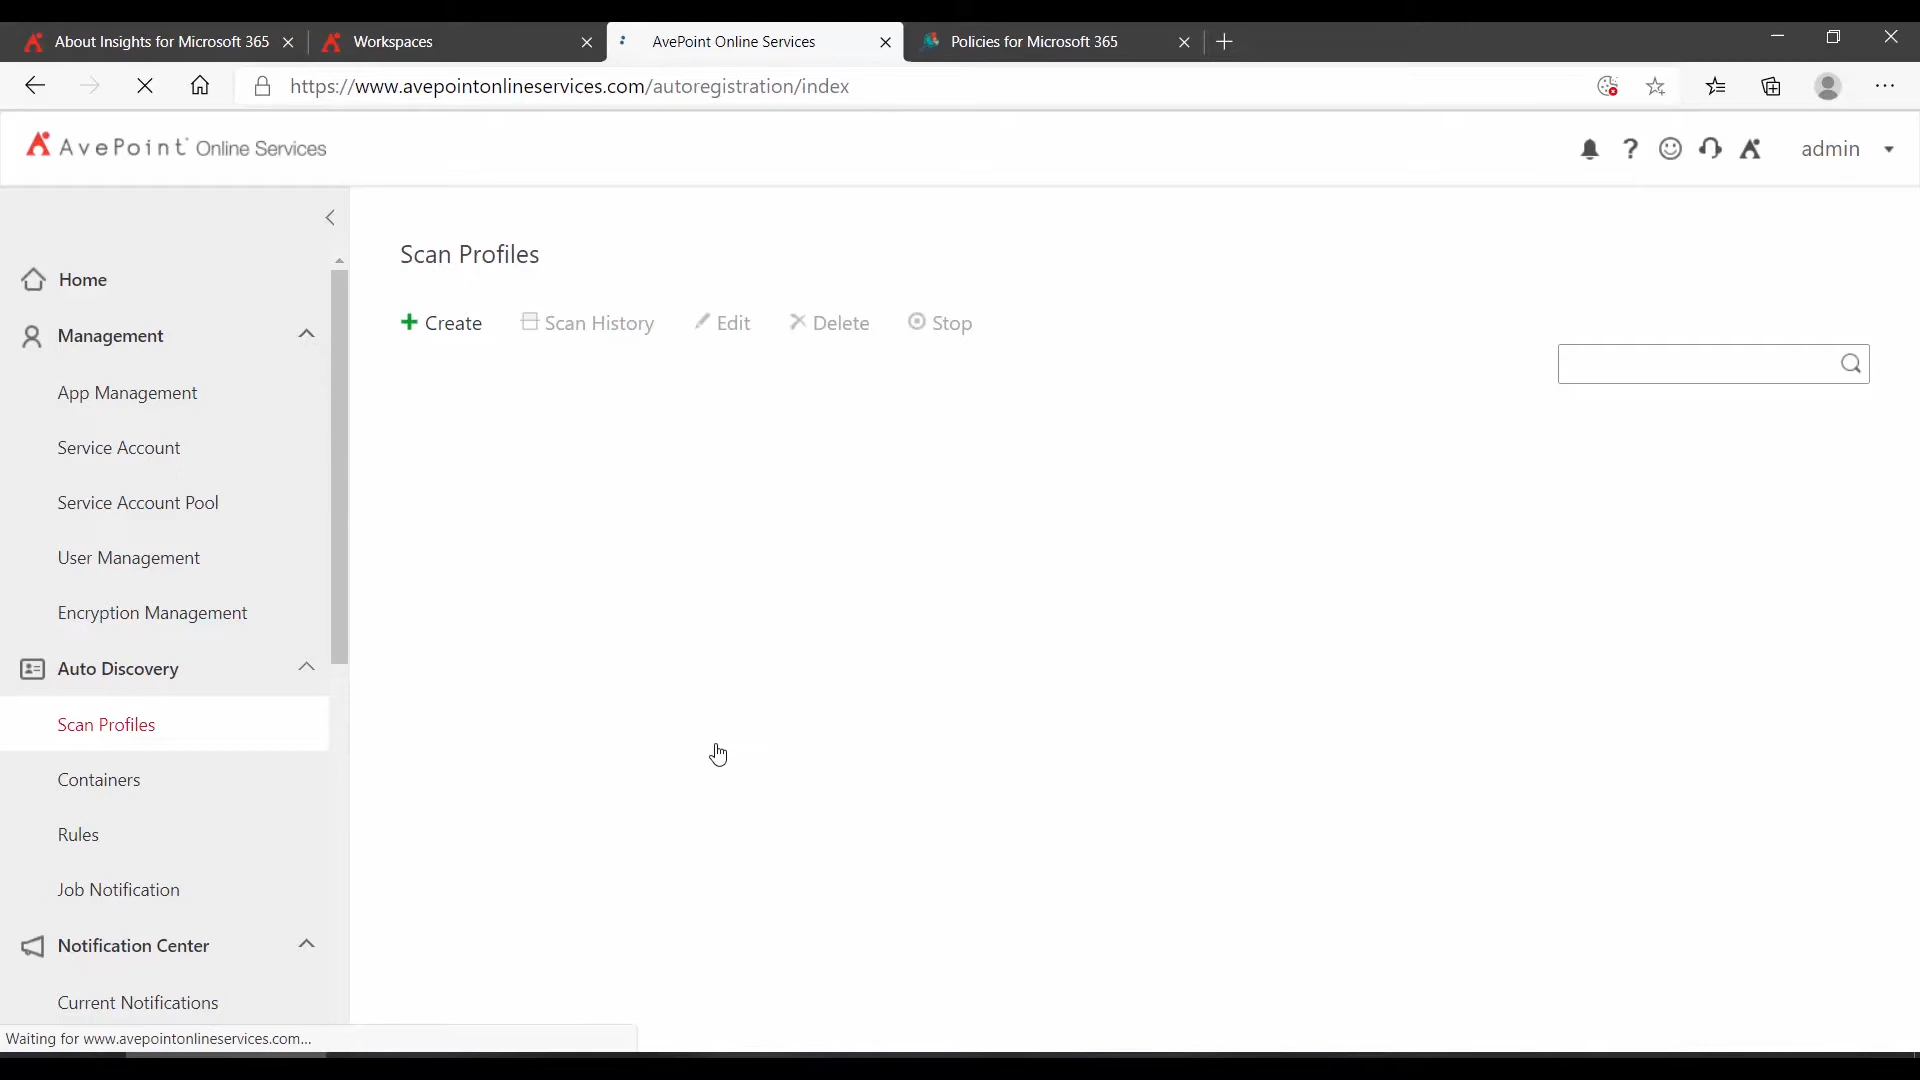 About Insights for Microsoft 365
Workspaces
AvePoint Online Services
Policies for Microsoft 365
https://www.avepointonlineservices.com/autoregistration/index
AvePoint Online Services
admin
Home
Management
App Management
Service Account
Service Account Pool
User Management
Encryption Management
Auto Discovery
Scan Profiles
Containers
Rules
Job Notification
Notification Center
Current Notifications
Scan Profiles
Create
Scan History
Edit
Delete
Stop
Waiting for www.avepointonlineservices.com...